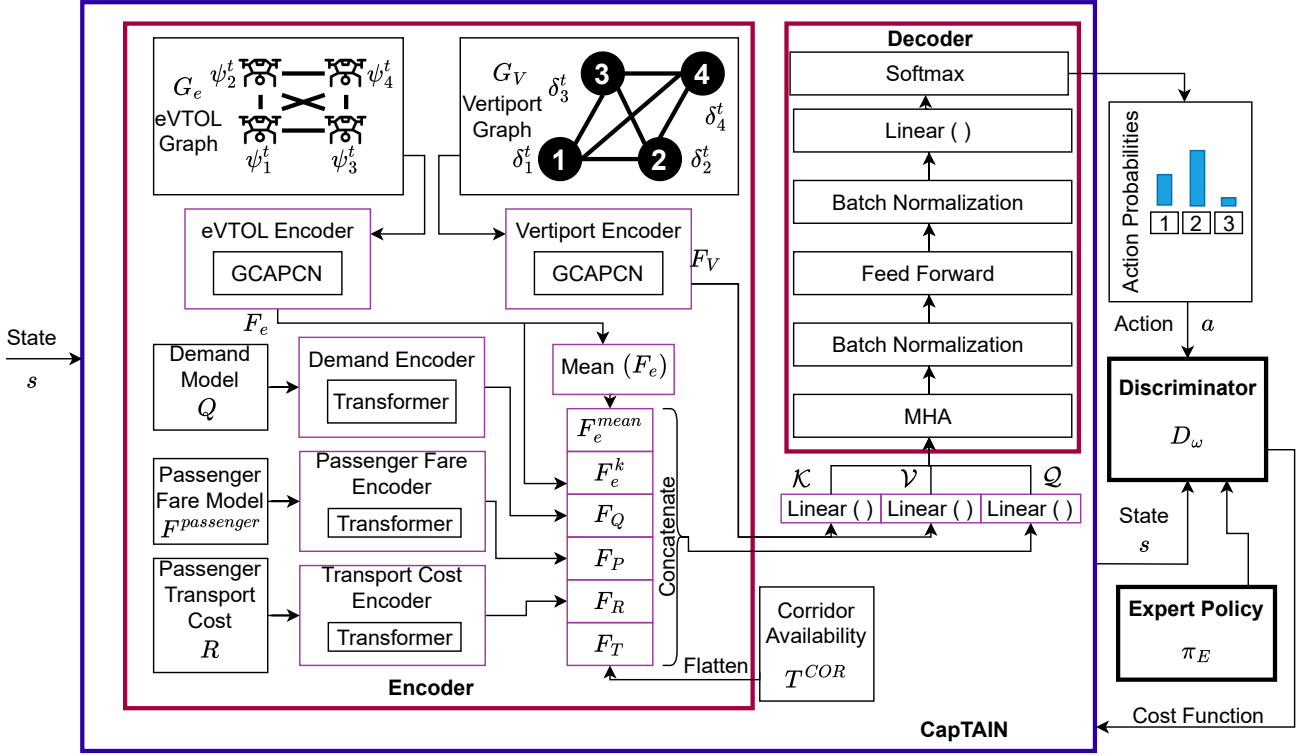 State
s
G_e
eVTOL
Graph
ψ_2^t
ψ_4^t
ψ_1^t
ψ_3^t
G_V
Vertiport
Graph
δ_3^t
3
4
δ_4^t
δ_1^t
1
2
δ_2^t
eVTOL Encoder
GCAPCN
F_e
Vertiport Encoder
GCAPCN
F_V
Demand
Model
Q
Demand Encoder
Transformer
Passenger
Fare Model
F^{passenger}
Passenger Fare
Encoder
Transformer
Passenger
Transport
Cost
R
Transport Cost
Encoder
Transformer
Mean (F_e)
F_e^{mean}
F_e^k
F_Q
F_P
F_R
F_T
Concatenate
Flatten
Corridor
Availability
T^{COR}
Encoder
Decoder
Softmax
Linear ( )
Batch Normalization
Feed Forward
Batch Normalization
MHA
𝒦
𝒱
𝒬
Linear ( )
Linear ( )
Linear ( )
CapTAIN
Action Probabilities
1
2
3
Action
a
Discriminator
D_ω
State
s
Expert Policy
π_E
Cost Function